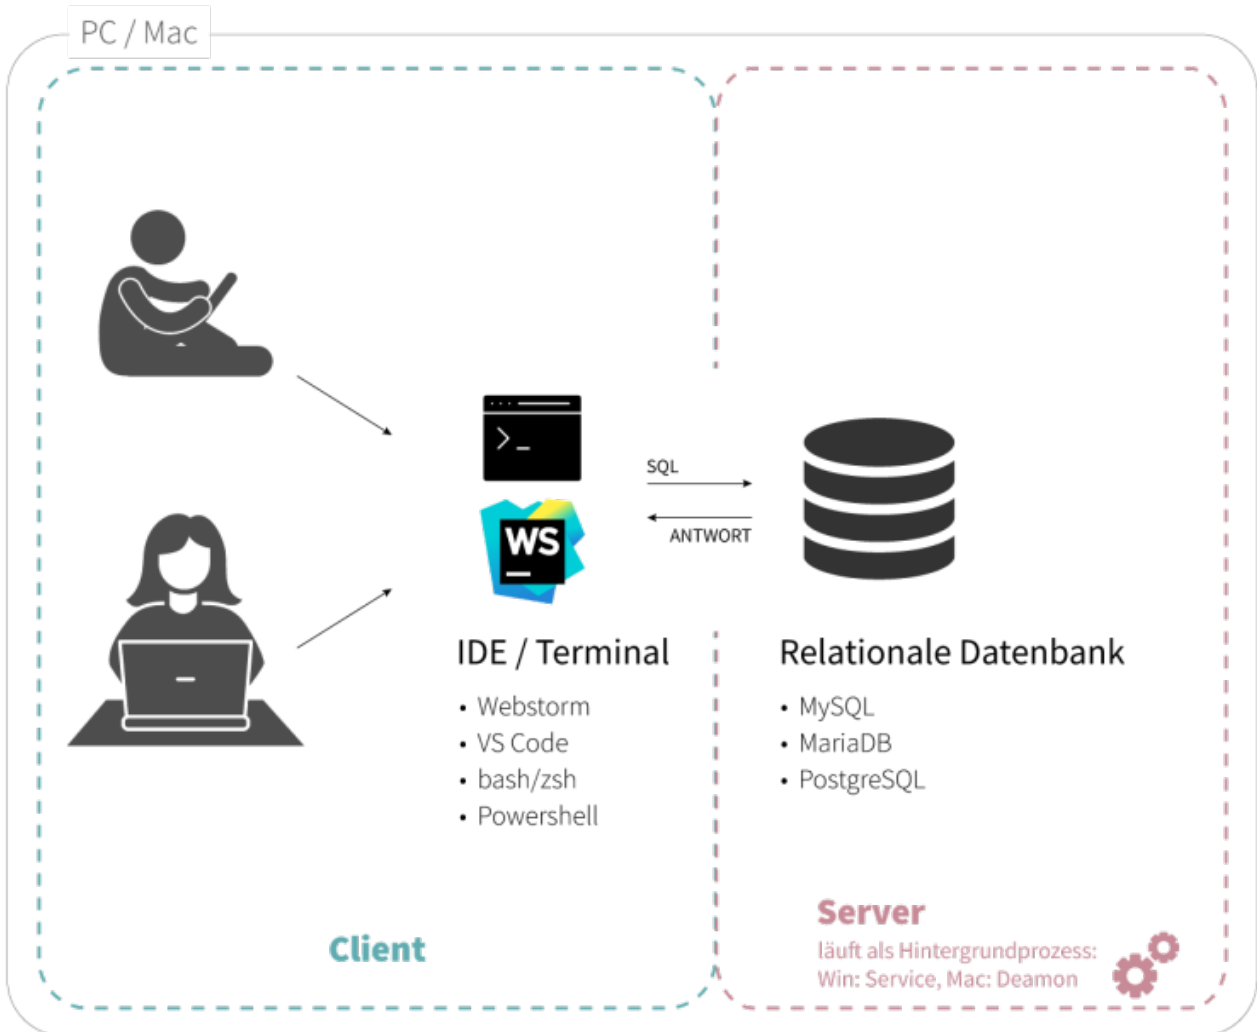 PC / Mac
SQL
ANTWORT
>_
WS
IDE / Terminal
• Webstorm
• VS Code
• bash/zsh
• Powershell
Relationale Datenbank
• MySQL
• MariaDB
• PostgreSQL
Client
Server
läuft als Hintergrundprozess:
Win: Service, Mac: Deamon